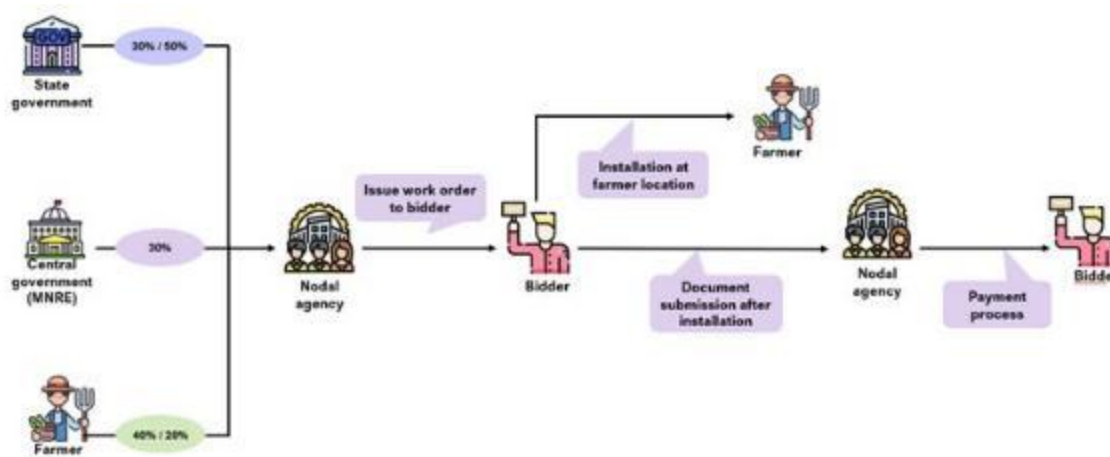 GOV
State
government
30% / 50%
Central
government
(MNRE)
30%
Farmer
40% / 20%
Nodal
agency
Issue work order
to bidder
Bidder
Installation at
farmer location
Farmer
Document
submission after
installation
Nodal
agency
Payment
process
Bidde